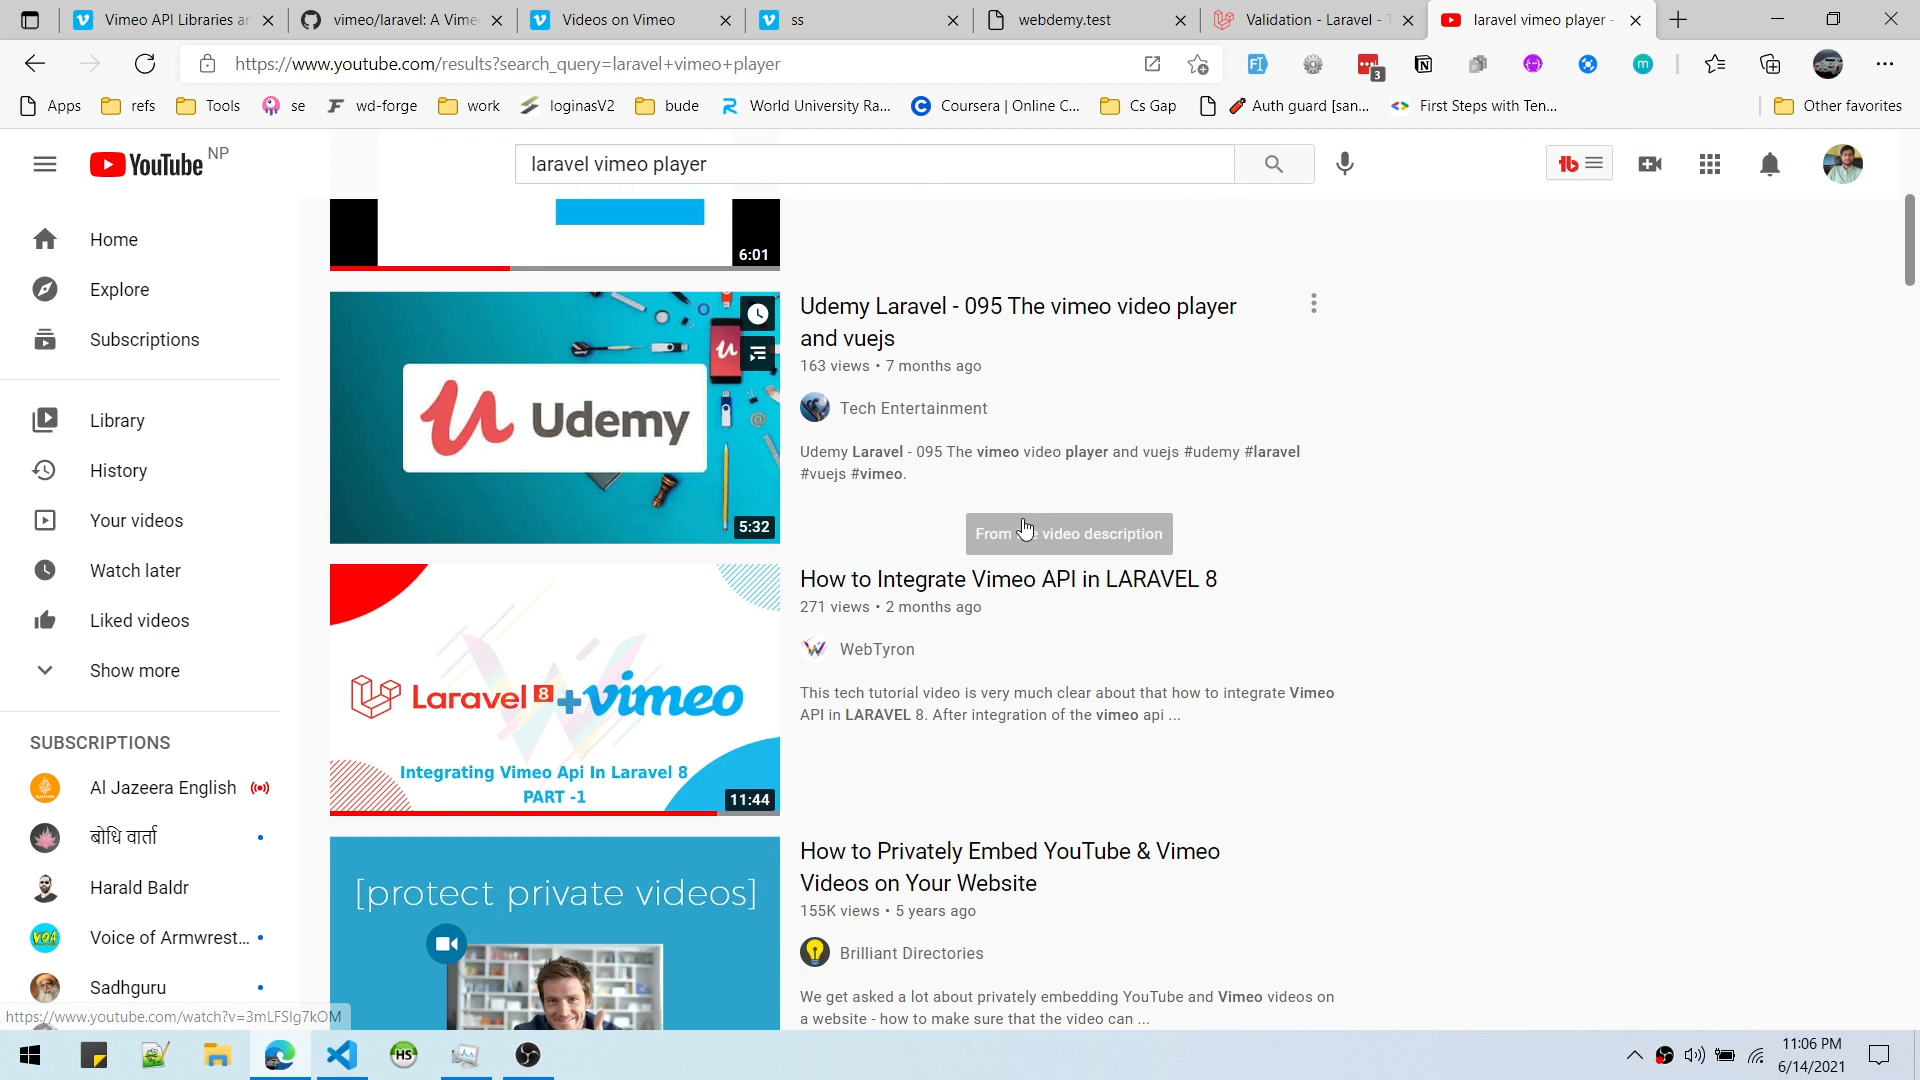 Vimeo API Libraries ar
vimeo/laravel: A Vime
Videos on Vimeo
ss
webdemy.test
Validation - Laravel - T
laravel vimeo player -
https://www.youtube.com/results?search_query=laravel+vimeo+player
3
Apps
refs
Tools
se
wd-forge
work
loginasV2
bude
World University Ra...
Coursera | Online C...
Cs Gap
Auth guard [san...
First Steps with Ten...
Other favorites
YouTube NP
laravel vimeo player
Home
Explore
Subscriptions
Library
History
Your videos
Watch later
Liked videos
Show more
SUBSCRIPTIONS
Al Jazeera English
बोधि वार्ता
Harald Baldr
VOA
Voice of Armwrest...
Sadhguru
6:01
Udemy
5:32
Udemy Laravel - 095 The vimeo video player
and vuejs
163 views • 7 months ago
Tech Entertainment
Udemy Laravel - 095 The vimeo video player and vuejs #udemy #laravel
#vuejs #vimeo.
From video description
Laravel 8 + vimeo
Integrating Vimeo Api In Laravel 8
PART -1
11:44
How to Integrate Vimeo API in LARAVEL 8
271 views • 2 months ago
WebTyron
This tech tutorial video is very much clear about that how to integrate Vimeo
API in LARAVEL 8. After integration of the vimeo api ...
[protect private videos]
How to Privately Embed YouTube & Vimeo
Videos on Your Website
155K views • 5 years ago
Brilliant Directories
We get asked a lot about privately embedding YouTube and Vimeo videos on
a website - how to make sure that the video can ...
https://www.youtube.com/watch?v=3mLFSlg7kOM
HS
11:06 PM
6/14/2021